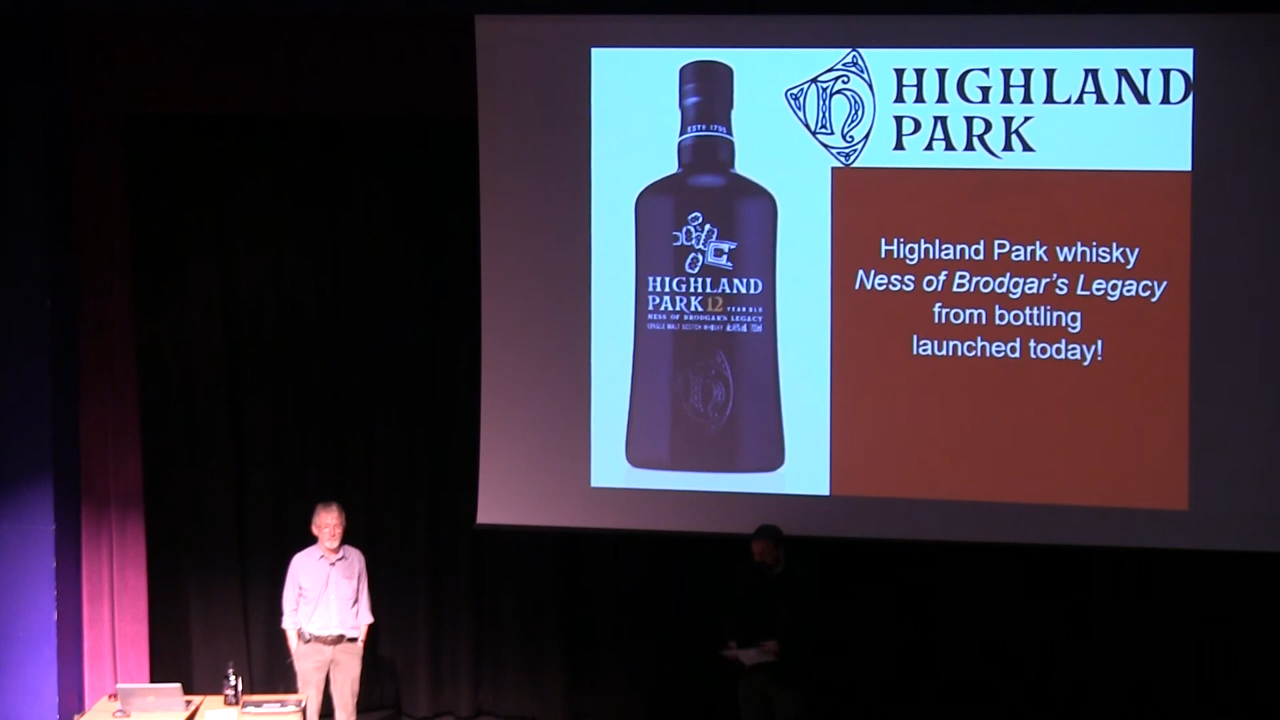 HIGHLAND
PARK
ESTD 1798
HIGHLAND
PARK 12 YEAR OLD
NESS OF BRODGAR'S LEGACY
SINGLE MALT SCOTCH WHISKY
Highland Park whisky
Ness of Brodgar's Legacy
from bottling
launched today!